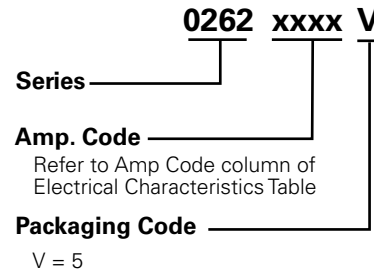 0262 xxxx V
Series
Amp. Code
Refer to Amp Code column of
Electrical Characteristics Table
Packaging Code
V = 5